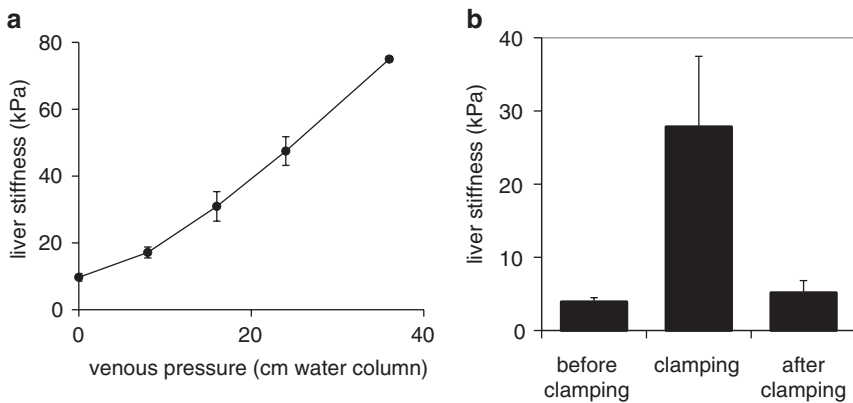 a
liver stiffness (kPa)
80
60
40
20
0
0
20
40
venous pressure (cm water column)
b
liver stiffness (kPa)
40
30
20
10
0
before
clamping
clamping
after
clamping